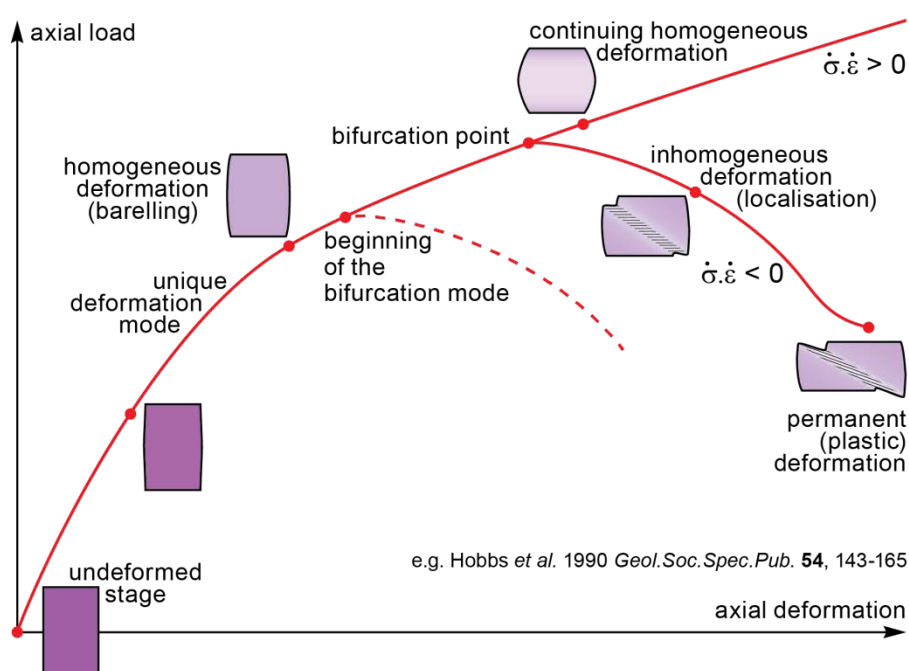 axial load
continuing homogeneous
deformation
σ̇.ε̇ > 0
bifurcation point
homogeneous
deformation
(barelling)
inhomogeneous
deformation
(localisation)
beginning
of the
bifurcation mode
unique
deformation
mode
σ̇.ε̇ < 0
permanent
(plastic)
deformation
e.g. Hobbs et al. 1990 Geol.Soc.Spec.Pub. 54, 143-165
undeformed
stage
axial deformation